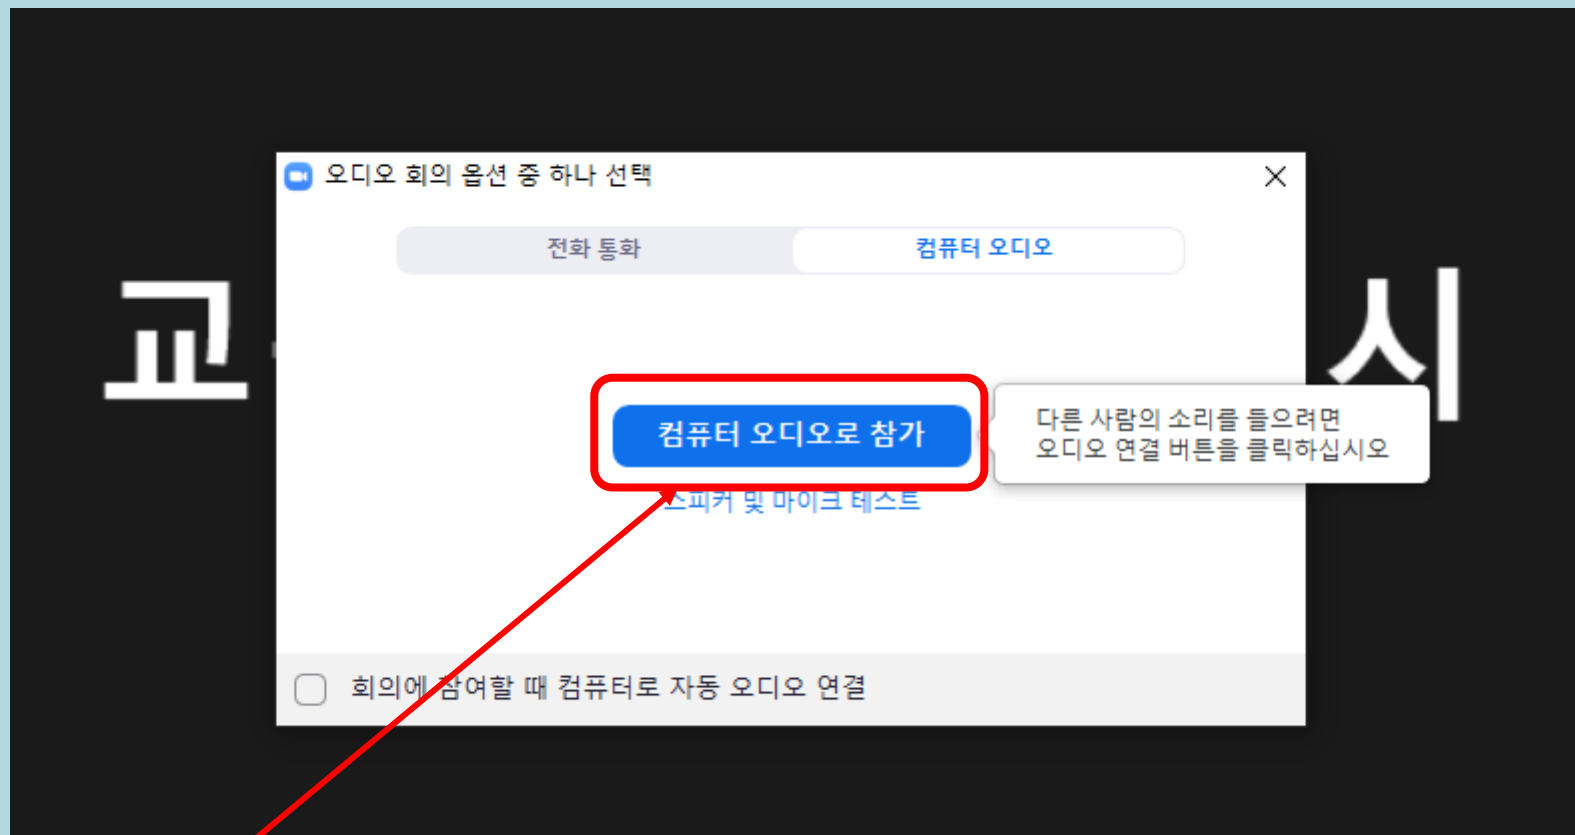 오디오 회의 옵션 중 하나 선택
전화 통화
컴퓨터 오디오
교
시
컴퓨터 오디오로 참가
다른 사람의 소리를 들으려면
오디오 연결 버튼을 클릭하십시오
스피커 및 마이크 테스트
회의에 참여할 때 컴퓨터로 자동 오디오 연결